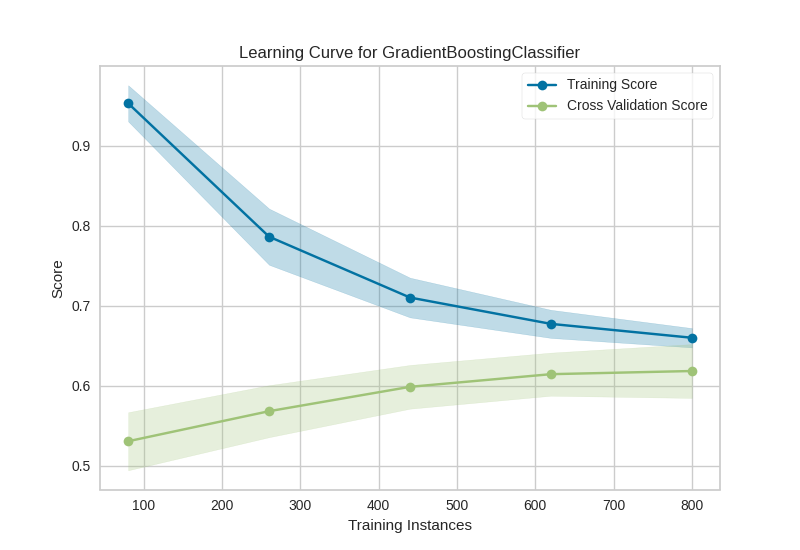 Learning Curve for GradientBoostingClassifier
Training Score
Cross Validation Score
Score
0.9
0.8
0.7
0.6
0.5
100 200 300 400 500 600 700 800
Training Instances